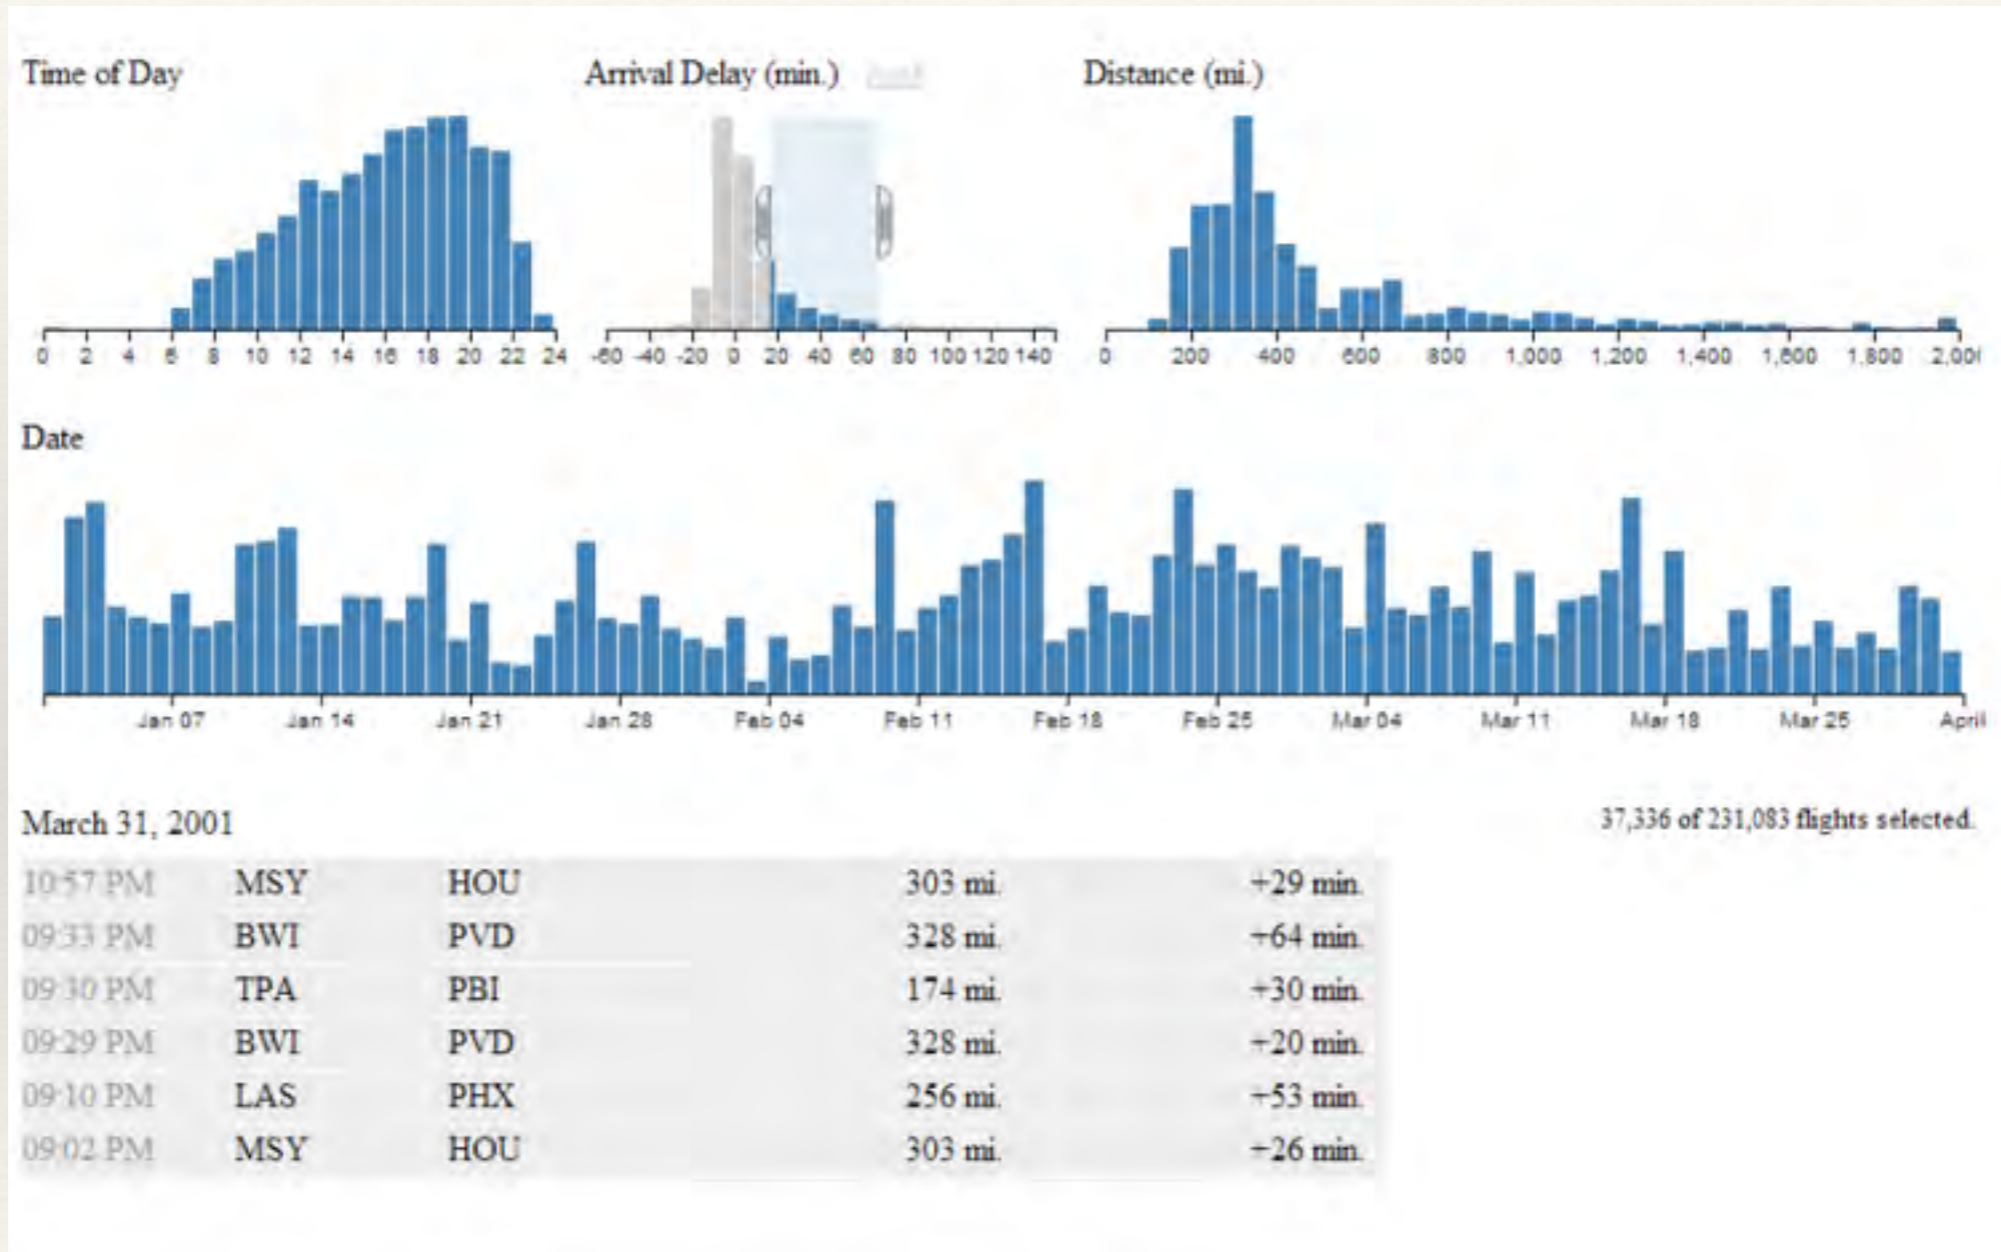 Time of Day
Arrival Delay (min.)
Distance (mi.)
0 2 4 6 8 10 12 14 16 18 20 22 24
-60 -40 -20 0 20 40 60 80 100 120 140
0 200 400 600 800 1,000 1,200 1,400 1,600 1,800
Date
Jan 07 Jan 14 Jan 21 Jan 28 Feb 04 Feb 11 Feb 18 Feb 25 Mar 04 Mar 11 Mar 18 Mar 25 April
March 31, 2001
37,336 of 231,083 flights selected.
10:57 PM MSY HOU 303 mi. +29 min.
09:33 PM BWI PVD 328 mi. +64 min.
09:30 PM TPA PBI 174 mi. +30 min.
09:29 PM BWI PVD 328 mi. +20 min.
09:10 PM LAS PHX 256 mi. +53 min.
09:02 PM MSY HOU 303 mi. +26 min.